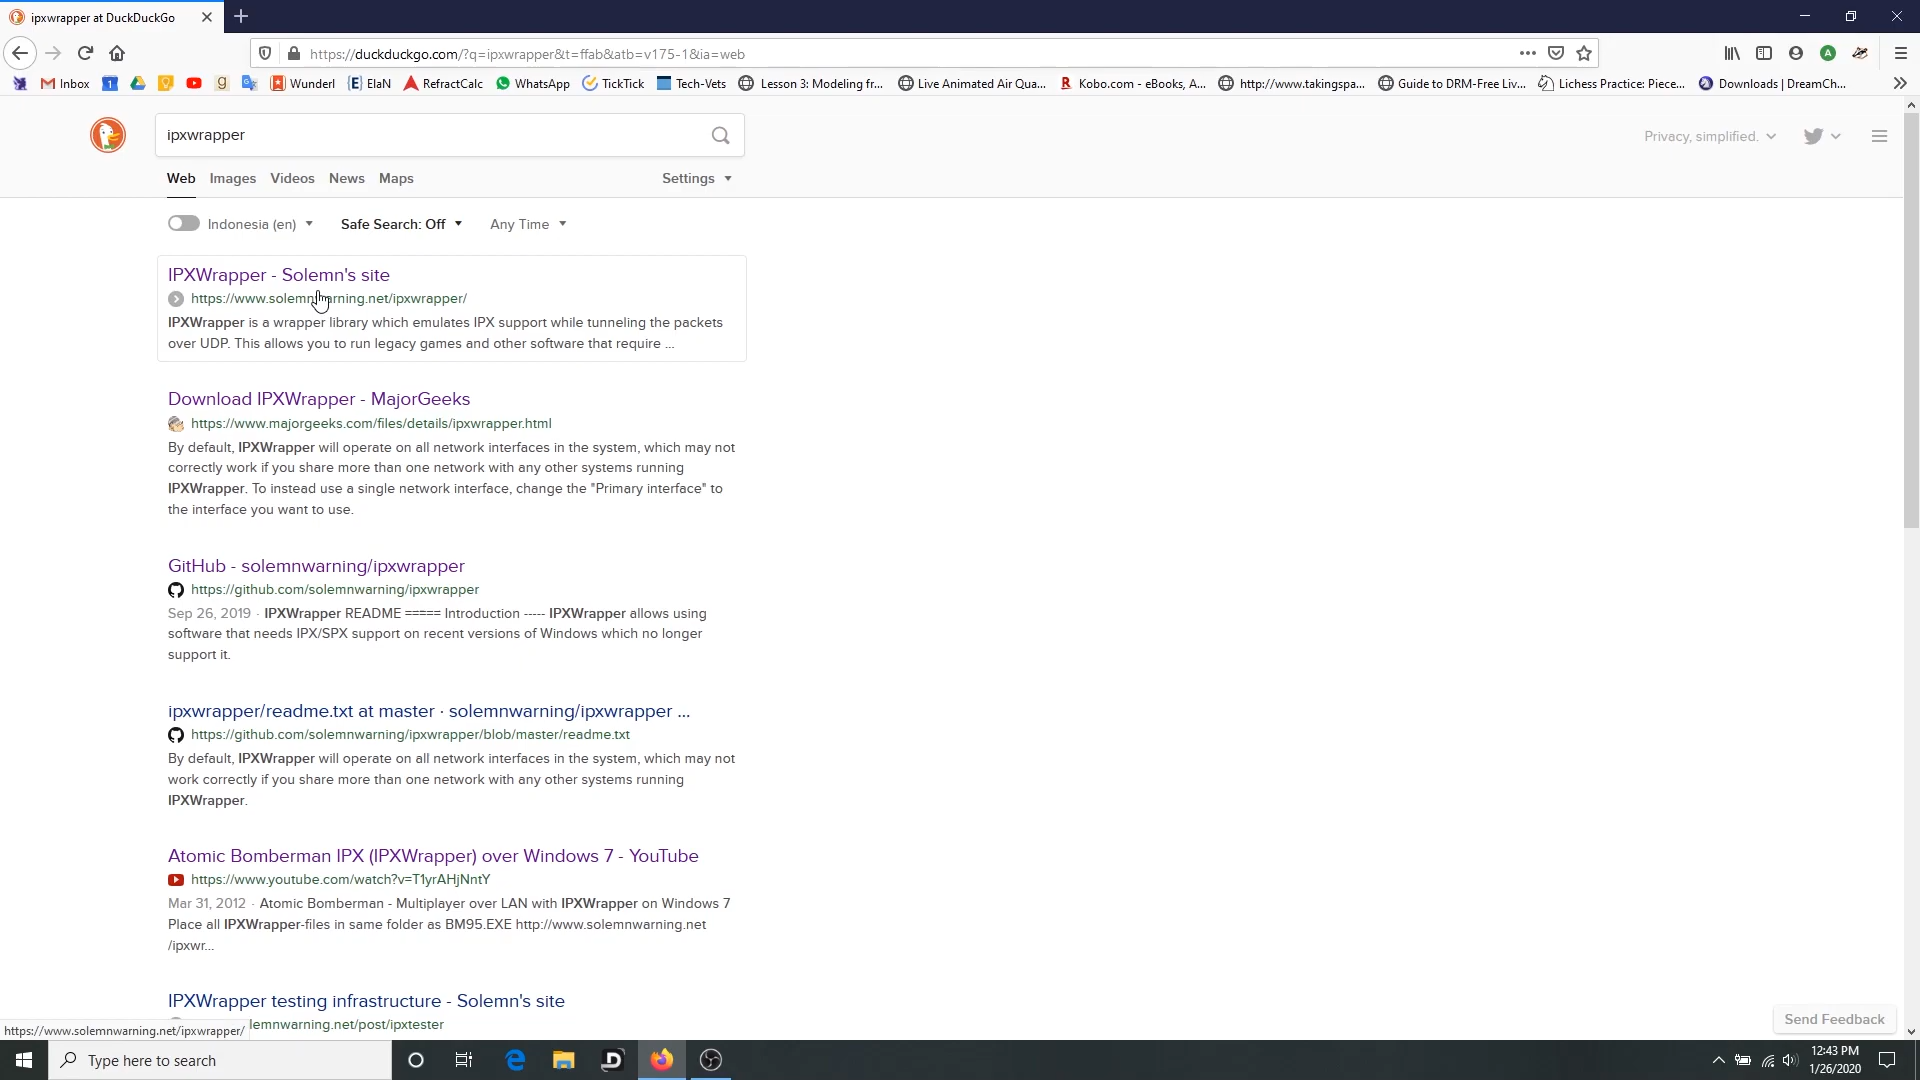 ipxwrapper at DuckDuckGo
https://duckduckgo.com/?q=ipxwrapper&t=ffab&atb=v175-1&ia=web
Inbox
Wunderl
ElaN
RefractCalc
WhatsApp
TickTick
Tech-Vets
Lesson 3: Modeling fr...
Live Animated Air Qua...
Kobo.com - eBooks, A...
http://www.takingspa...
Guide to DRM-Free Liv...
Lichess Practice: Piece...
Downloads | DreamCh...
ipxwrapper
Privacy, simplified.
Web Images Videos News Maps Settings
Indonesia (en) Safe Search: Off Any Time
IPXWrapper - Solemn's site
https://www.solemnwarning.net/ipxwrapper/
IPXWrapper is a wrapper library which emulates IPX support while tunneling the packets
over UDP. This allows you to run legacy games and other software that require ...
Download IPXWrapper - MajorGeeks
https://www.majorgeeks.com/files/details/ipxwrapper.html
By default, IPXWrapper will operate on all network interfaces in the system, which may not
correctly work if you share more than one network with any other systems running
IPXWrapper. To instead use a single network interface, change the "Primary interface" to
the interface you want to use.
GitHub - solemnwarning/ipxwrapper
https://github.com/solemnwarning/ipxwrapper
Sep 26, 2019 · IPXWrapper README ===== Introduction ----- IPXWrapper allows using
software that needs IPX/SPX support on recent versions of Windows which no longer
support it.
ipxwrapper/readme.txt at master · solemnwarning/ipxwrapper ...
https://github.com/solemnwarning/ipxwrapper/blob/master/readme.txt
By default, IPXWrapper will operate on all network interfaces in the system, which may not
work correctly if you share more than one network with any other systems running
IPXWrapper.
Atomic Bomberman IPX (IPXWrapper) over Windows 7 - YouTube
https://www.youtube.com/watch?v=T1yrAHjNntY
Mar 31, 2012 · Atomic Bomberman - Multiplayer over LAN with IPXWrapper on Windows 7
Place all IPXWrapper-files in same folder as BM95.EXE http://www.solemnwarning.net
/ipxwr...
IPXWrapper testing infrastructure - Solemn's site
lemnwarning.net/post/ipxtester
Send Feedback
https://www.solemnwarning.net/ipxwrapper/
Type here to search
12:43 PM
1/26/2020